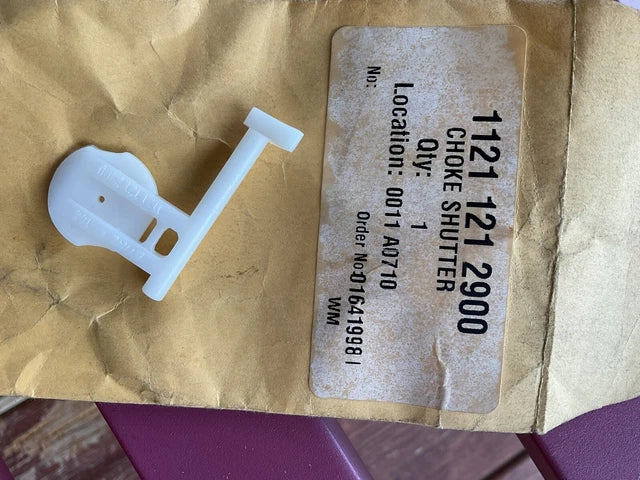 1121 121 2900
CHOKE SHUTTER
Qty: 1
Location: 0011 A0710
No: Order No:01641998 I
WM